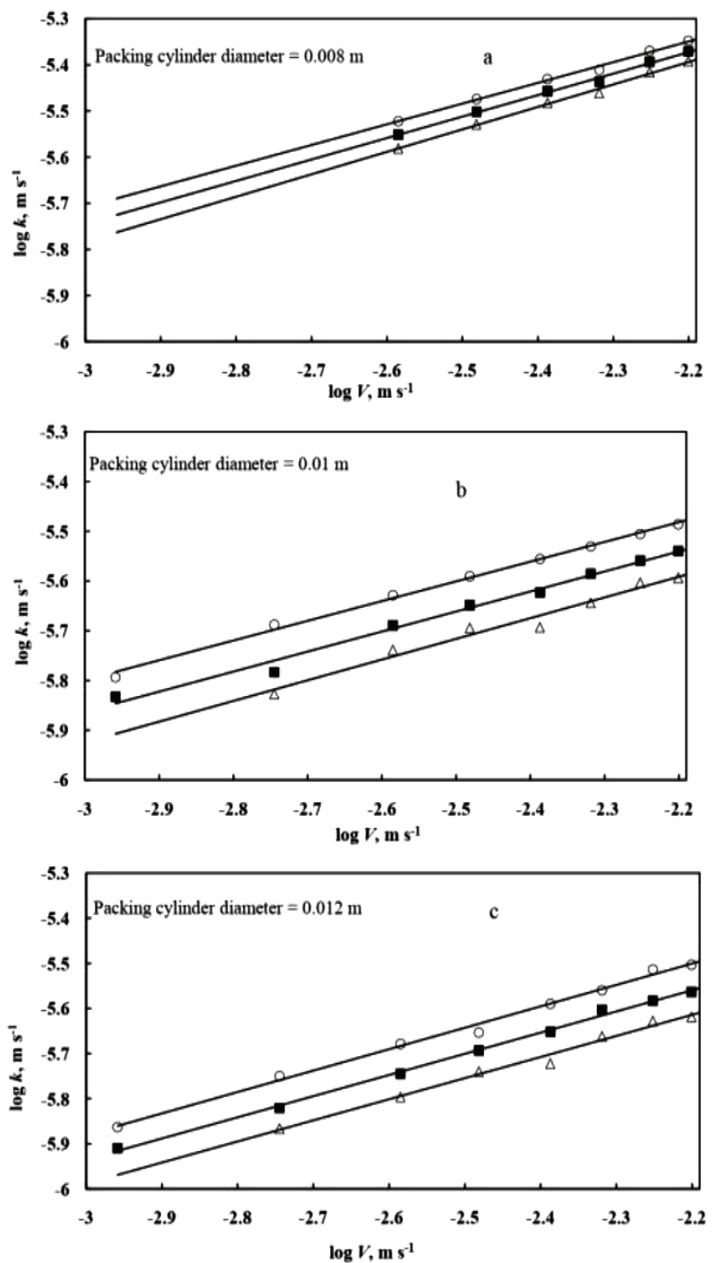 -5.3
Packing cylinder diameter = 0.008 m
a
-5.4
-5.5
-5.6
-5.7
-5.8
-5.9
-6
log k, m s-1
-3 -2.9 -2.8 -2.7 -2.6 -2.5 -2.4 -2.3 -2.2
log V, m s-1
-5.3
Packing cylinder diameter = 0.01 m
b
-5.4
-5.5
-5.6
-5.7
-5.8
-5.9
-6
log k, m s-1
-3 -2.9 -2.8 -2.7 -2.6 -2.5 -2.4 -2.3 -2.2
log V, m s-1
-5.3
Packing cylinder diameter = 0.012 m
c
-5.4
-5.5
-5.6
-5.7
-5.8
-5.9
-6
log k, m s-1
-3 -2.9 -2.8 -2.7 -2.6 -2.5 -2.4 -2.3 -2.2
log V, m s-1